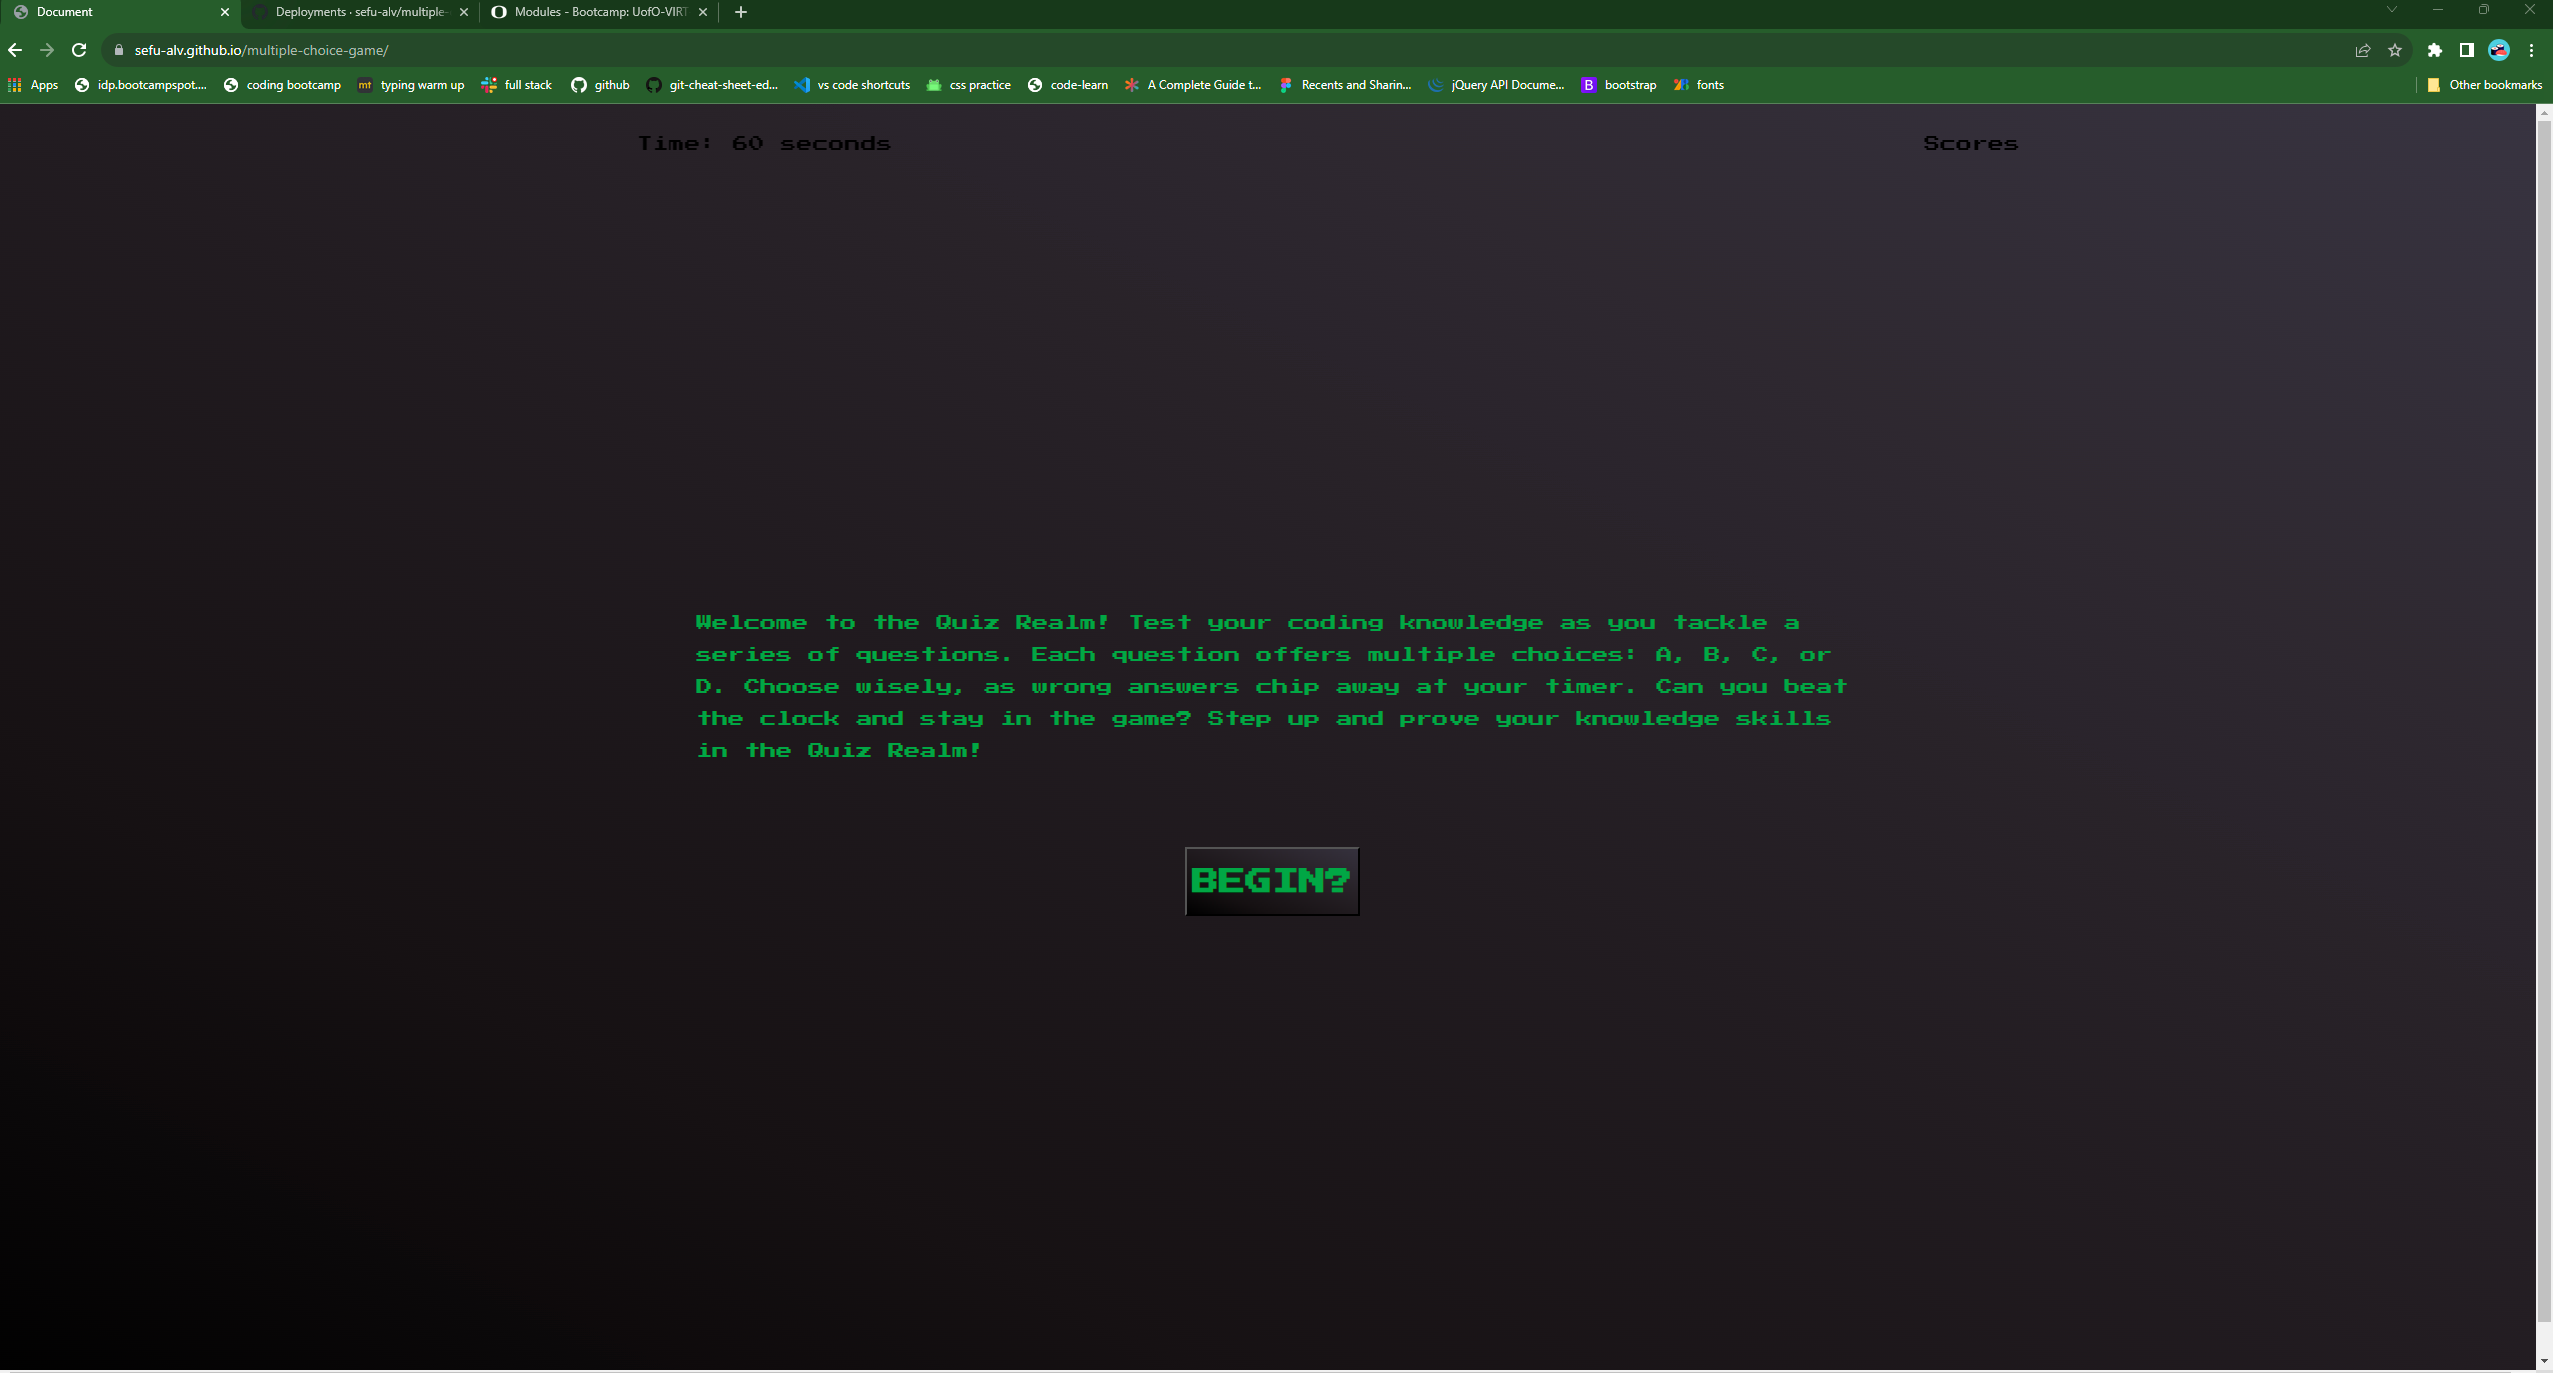 Document
Deployments · sefu-alv/multiple-
Modules - Bootcamp: UofO-VIRT
sefu-alv.github.io/multiple-choice-game/
Apps idp.bootcampspot.... coding bootcamp mt typing warm up full stack github git-cheat-sheet-ed... vs code shortcuts css practice code-learn A Complete Guide t... Recents and Sharin... jQuery API Docume... B bootstrap fonts Other bookmarks
Time: 60 seconds Scores
Welcome to the Quiz Realm! Test your coding knowledge as you tackle a
series of questions. Each question offers multiple choices: A, B, C, or
D. Choose wisely, as wrong answers chip away at your timer. Can you beat
the clock and stay in the game? Step up and prove your knowledge skills
in the Quiz Realm!
BEGIN?